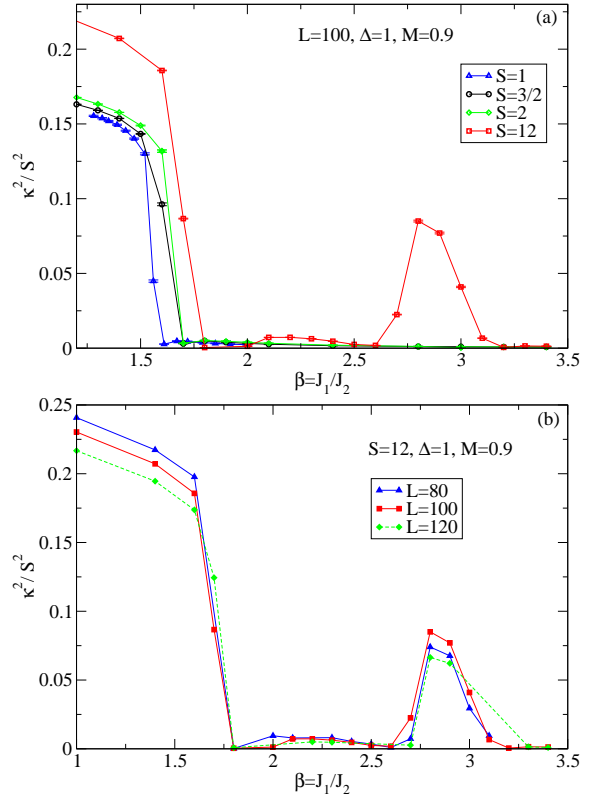 (a)
L=100, Δ=1, M=0.9
S=1
S=3/2
S=2
S=12
κ²/ S²
0.25
0.2
0.15
0.1
0.05
0
1.5 2 2.5 3 3.5
β=J₁/J₂
(b)
S=12, Δ=1, M=0.9
L=80
L=100
L=120
κ²/ S²
0.25
0.2
0.15
0.1
0.05
0
1 1.5 2 2.5 3 3.5
β=J₁/J₂